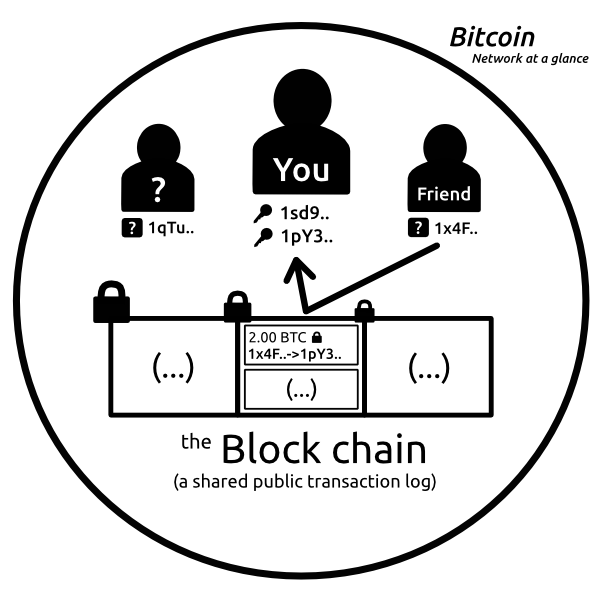 Bitcoin
Network at a glance
?
You
Friend
? 1qTu..
1sd9..
1pY3..
? 1x4F..
(...)
2.00 BTC
1x4F..->1pY3..
(...)
(...)
the Block chain
(a shared public transaction log)